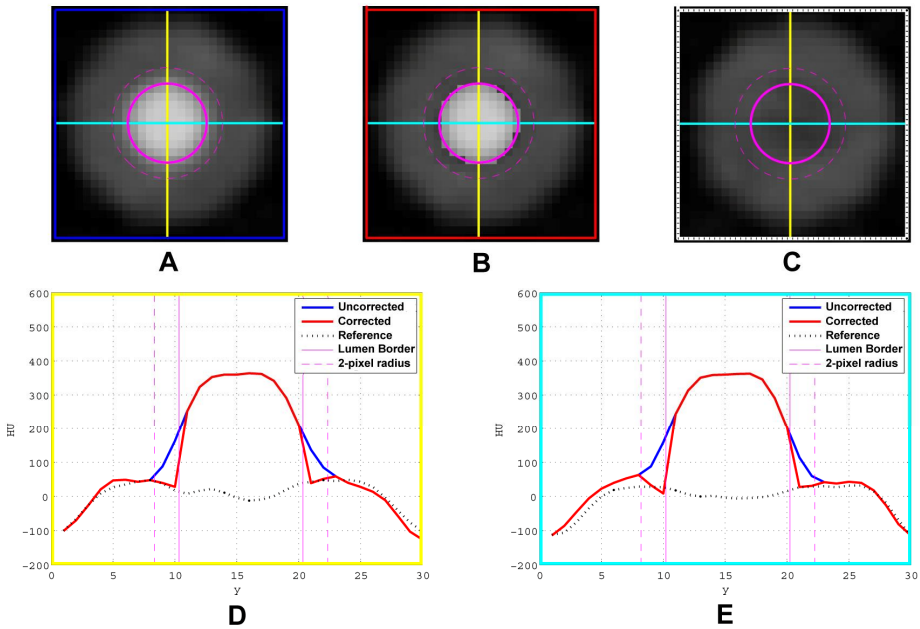 A
B
C
600
500
400
300
200
100
0
-100
-200
HU
0
5
10
15
20
25
30
y
Uncorrected
Corrected
Reference
Lumen Border
2-pixel radius
D
600
500
400
300
200
100
0
-100
-200
HU
0
5
10
15
20
25
30
y
Uncorrected
Corrected
Reference
Lumen Border
2-pixel radius
E